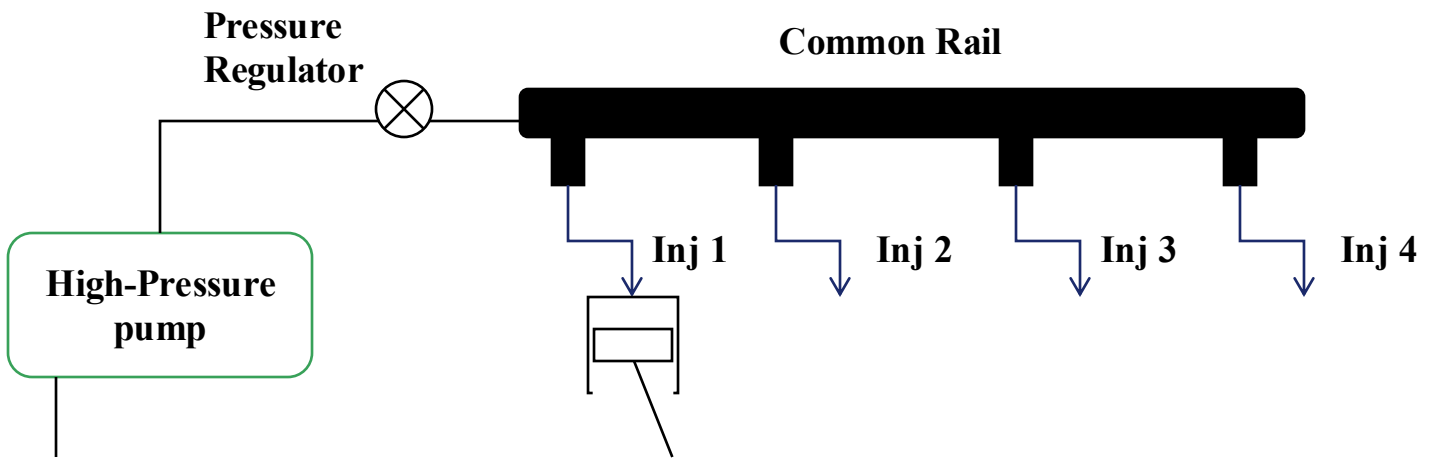 Pressure
Regulator
Common Rail
Inj 1
Inj 2
Inj 3
Inj 4
High-Pressure
pump